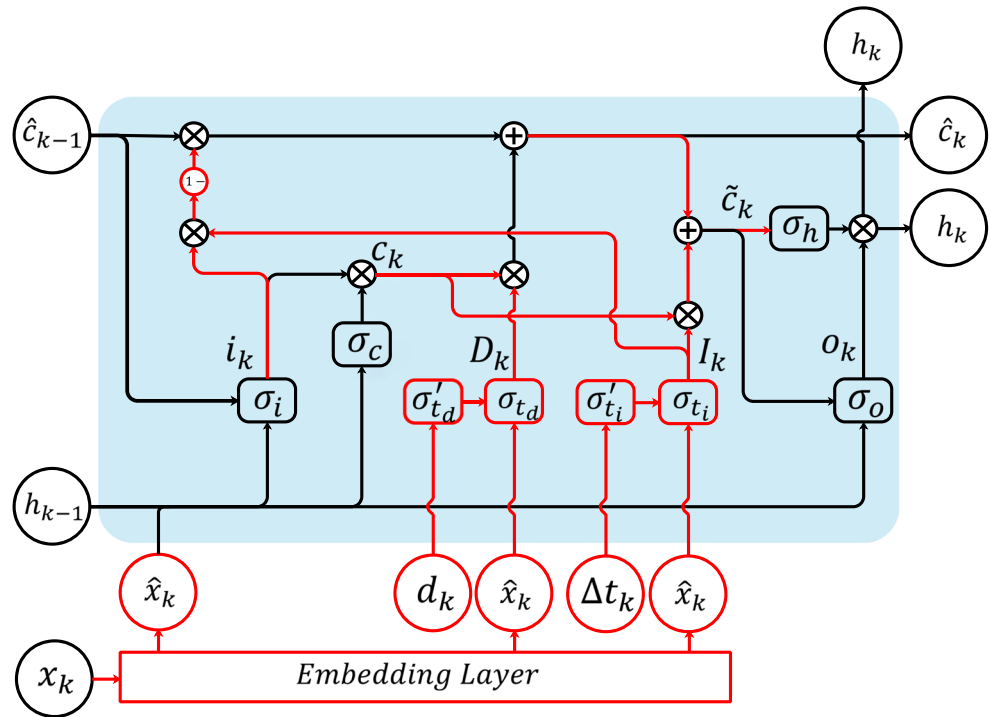 h_k
ĉ_{k-1}
ĉ_k
1-
c̃_k
σ_h
h_k
c_k
i_k
σ_c
D_k
I_k
o_k
σ_i
σ'_{t_d}
σ_{t_d}
σ'_{t_i}
σ_{t_i}
σ_o
h_{k-1}
x̂_k
d_k
x̂_k
Δt_k
x̂_k
x_k
Embedding Layer